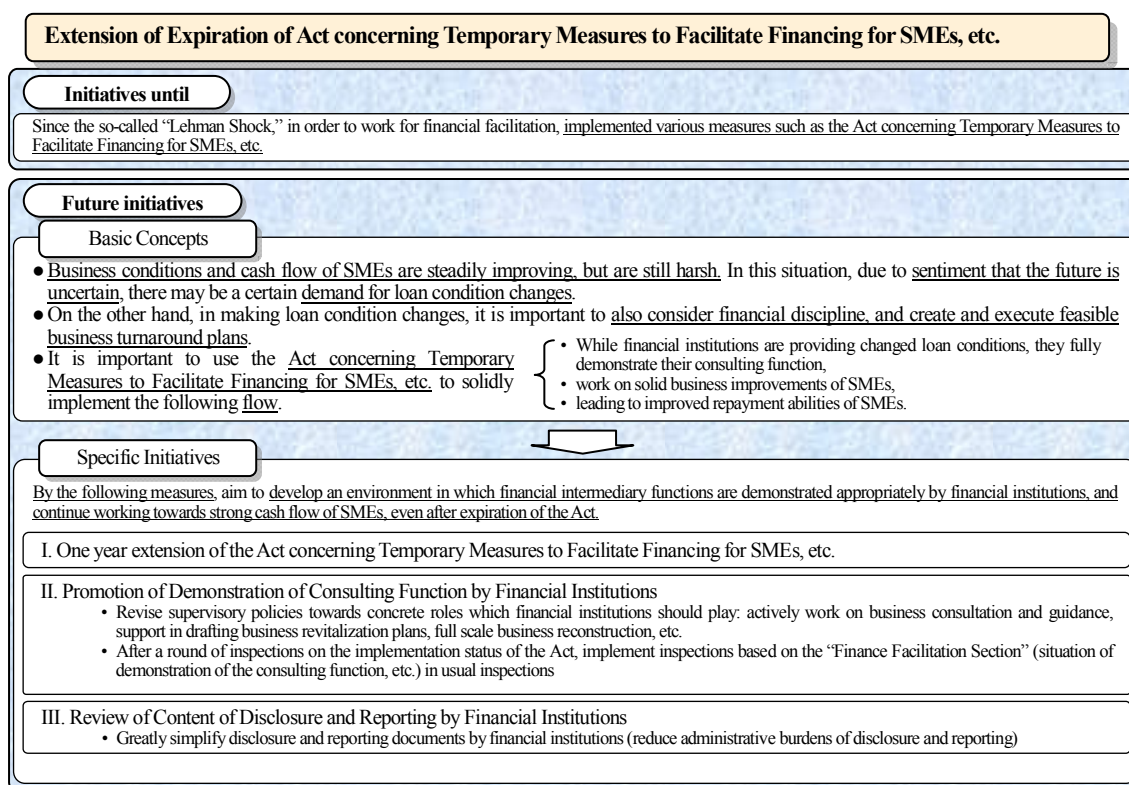 Extension of Expiration of Act concerning Temporary Measures to Facilitate Financing for SMEs, etc.
Initiatives until
Since the so-called “Lehman Shock,” in order to work for financial facilitation, implemented various measures such as the Act concerning Temporary Measures to
Facilitate Financing for SMEs, etc.
Future initiatives
Basic Concepts
● Business conditions and cash flow of SMEs are steadily improving, but are still harsh. In this situation, due to sentiment that the future is
uncertain, there may be a certain demand for loan condition changes.
● On the other hand, in making loan condition changes, it is important to also consider financial discipline, and create and execute feasible
business turnaround plans.
● It is important to use the Act concerning Temporary
Measures to Facilitate Financing for SMEs, etc. to solidly
implement the following flow.
• While financial institutions are providing changed loan conditions, they fully
demonstrate their consulting function,
• work on solid business improvements of SMEs,
• leading to improved repayment abilities of SMEs.
Specific Initiatives
By the following measures, aim to develop an environment in which financial intermediary functions are demonstrated appropriately by financial institutions, and
continue working towards strong cash flow of SMEs, even after expiration of the Act.
I. One year extension of the Act concerning Temporary Measures to Facilitate Financing for SMEs, etc.
II. Promotion of Demonstration of Consulting Function by Financial Institutions
• Revise supervisory policies towards concrete roles which financial institutions should play: actively work on business consultation and guidance,
support in drafting business revitalization plans, full scale business reconstruction, etc.
• After a round of inspections on the implementation status of the Act, implement inspections based on the “Finance Facilitation Section” (situation of
demonstration of the consulting function, etc.) in usual inspections
III. Review of Content of Disclosure and Reporting by Financial Institutions
• Greatly simplify disclosure and reporting documents by financial institutions (reduce administrative burdens of disclosure and reporting)